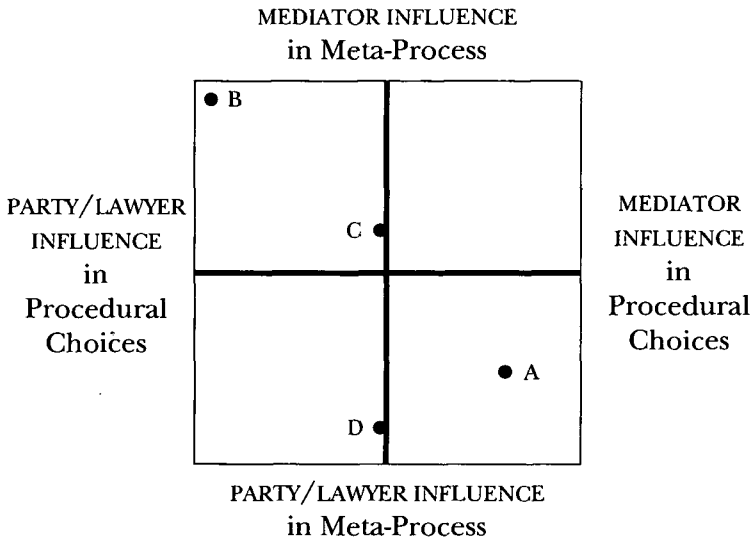 MEDIATOR INFLUENCE
in Meta-Process
B
PARTY/LAWYER
INFLUENCE
in
Procedural
Choices
C
MEDIATOR
INFLUENCE
in
Procedural
Choices
A
D
PARTY/LAWYER INFLUENCE
in Meta-Process